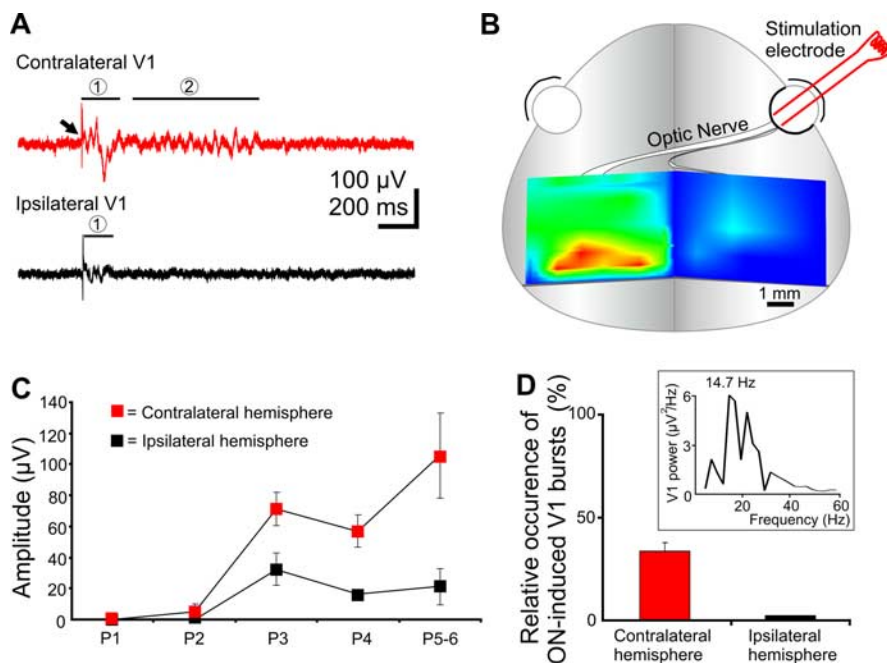 A
Contralateral V1
① ②
100 µV
200 ms
Ipsilateral V1
①
B
Stimulation
electrode
Optic Nerve
1 mm
C
Amplitude (µV)
140
120
100
80
60
40
20
0
= Contralateral hemisphere
= Ipsilateral hemisphere
P1 P2 P3 P4 P5-6
D
Relative occurence of
ON-induced V1 bursts (%)
100
50
0
14.7 Hz
V1 power (µV²/Hz)
6
3
0
20 40 60
Frequency (Hz)
Contralateral
hemisphere
Ipsilateral
hemisphere